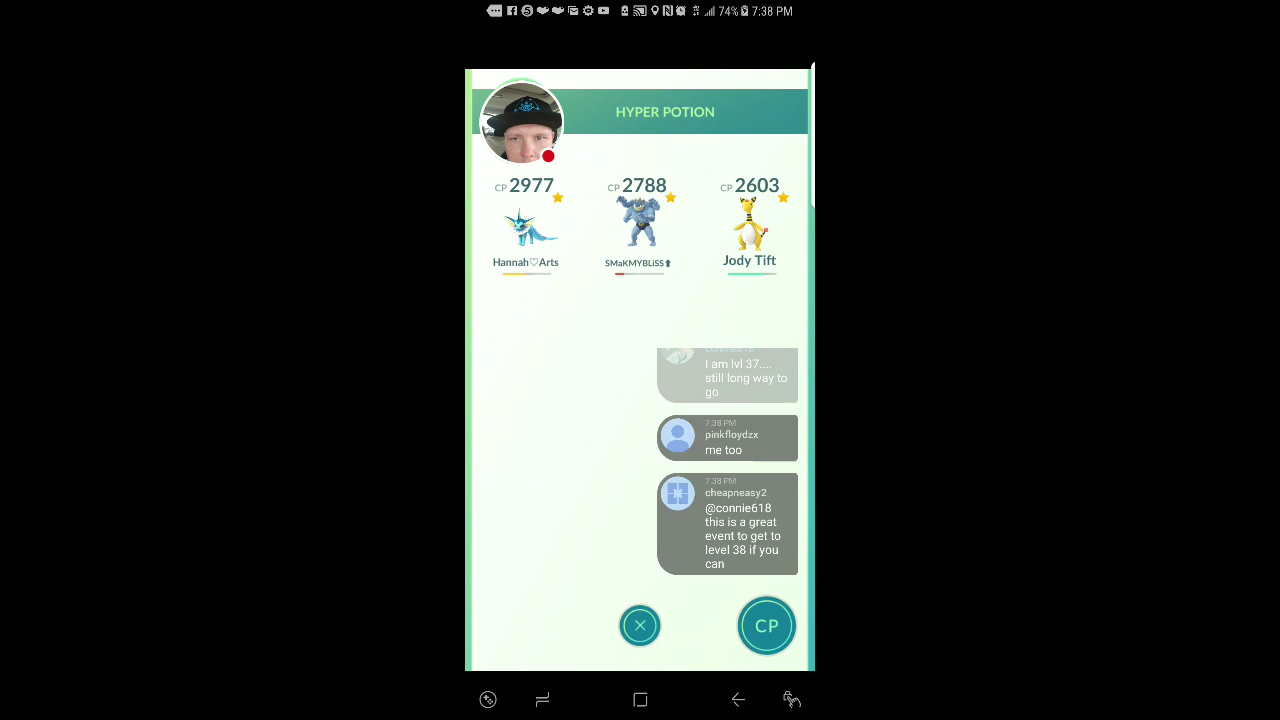 74% 7:38 PM
HYPER POTION
CP 2977 CP 2788 CP 2603
Hannah♡Arts SMaKMYBLiSS⬆ Jody Tift
connie618
I am lvl 37....
still long way to
go
7:38 PM
pinkfloydzx
me too
7:38 PM
cheapneasy2
@connie618
this is a great
event to get to
level 38 if you
can
CP